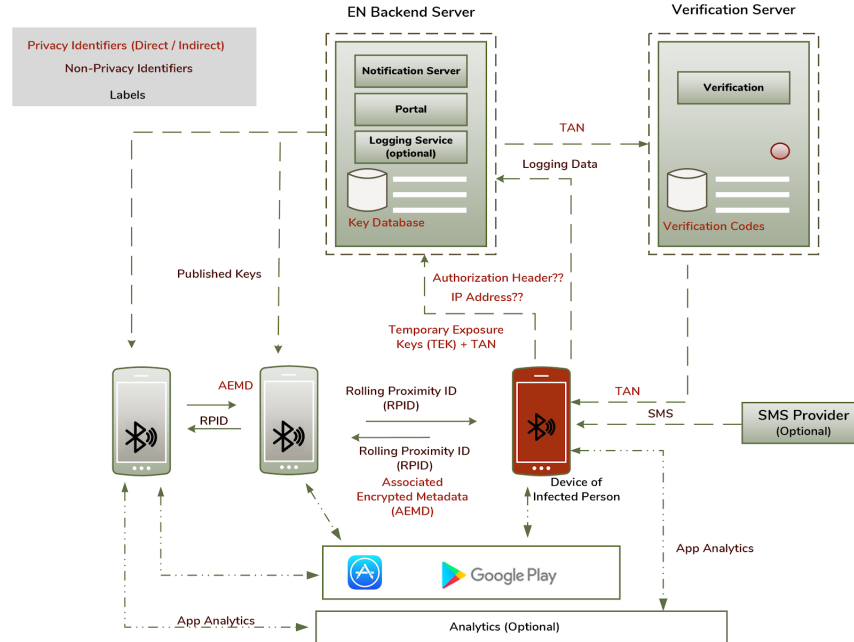 EN Backend Server
Verification Server
Privacy Identifiers (Direct / Indirect)
Non-Privacy Identifiers
Labels
Notification Server
Portal
Logging Service
(optional)
Key Database
Verification
Verification Codes
TAN
Logging Data
Published Keys
Authorization Header??
IP Address??
Temporary Exposure
Keys (TEK) + TAN
AEMD
RPID
Rolling Proximity ID
(RPID)
Rolling Proximity ID
(RPID)
Associated
Encrypted Metadata
(AEMD)
TAN
SMS
SMS Provider
(Optional)
Device of
Infected Person
App Analytics
Google Play
App Analytics
Analytics (Optional)